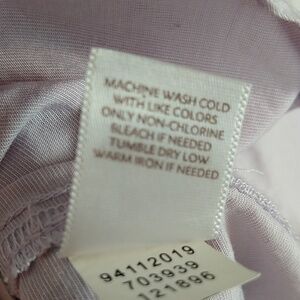 MACHINE WASH COLD
WITH LIKE COLORS
ONLY NON-CHLORINE
BLEACH IF NEEDED
TUMBLE DRY LOW
WARM IRON IF NEEDED
94112019
703939
121896